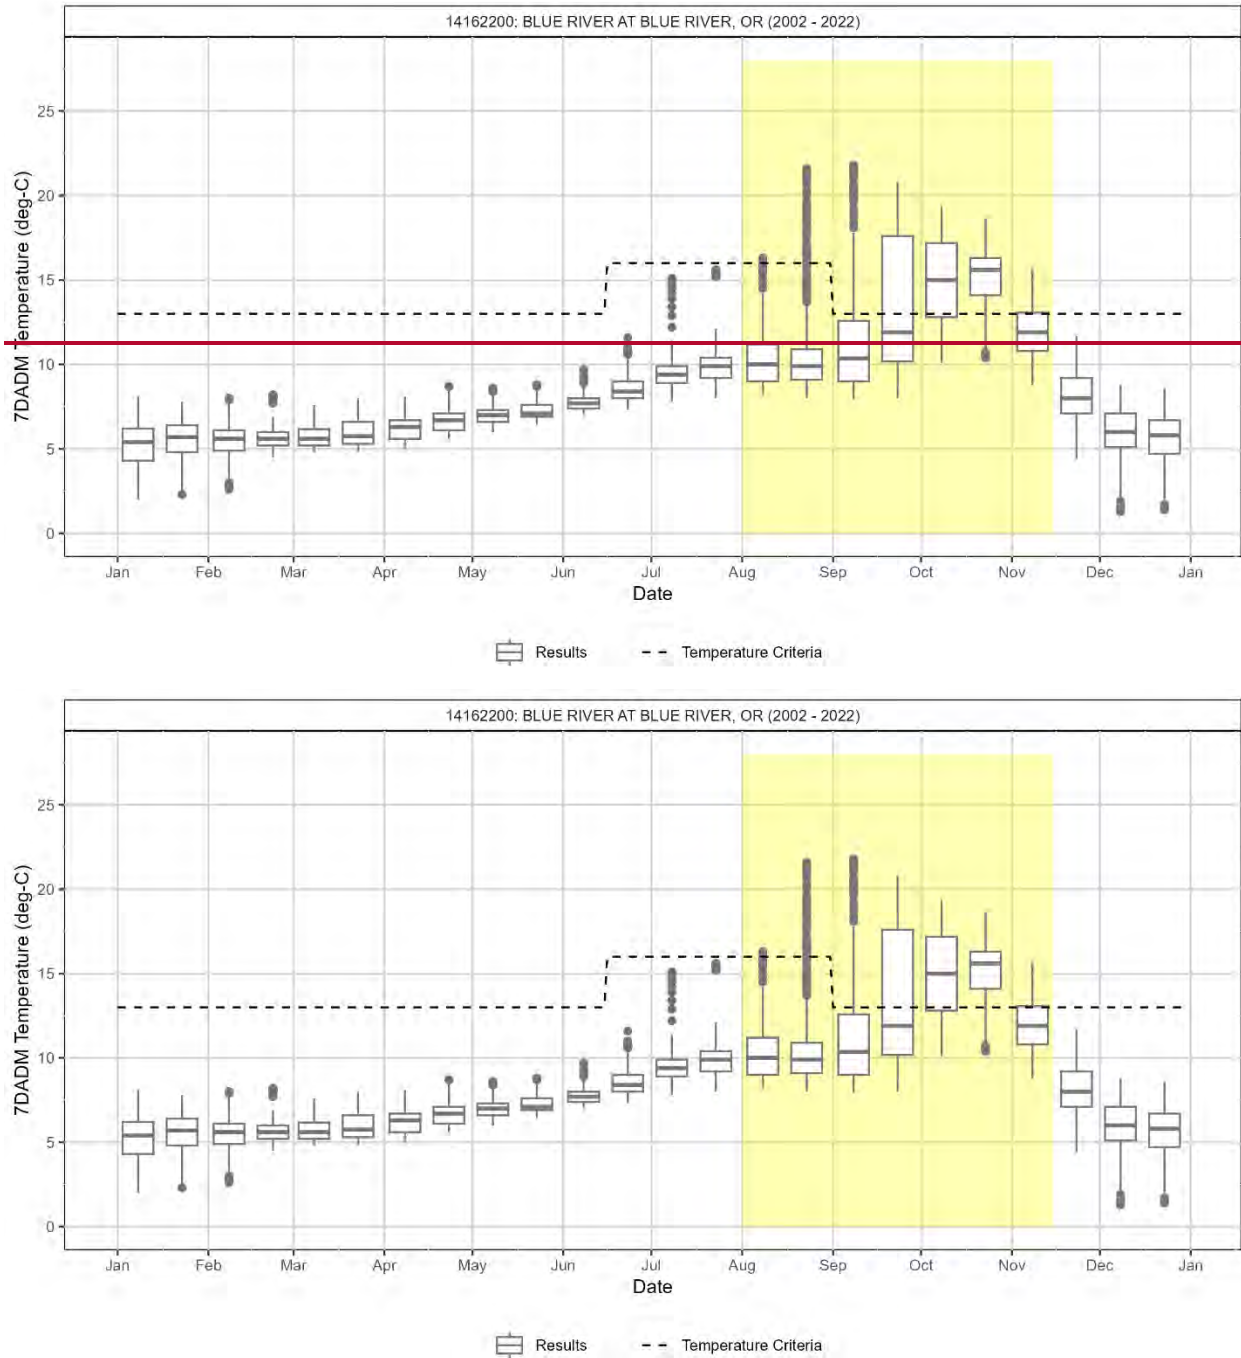 14162200: BLUE RIVER AT BLUE RIVER, OR (2002 - 2022)
25
20
15
10
5
0
7DADM Temperature (deg-C)
Jan Feb Mar Apr May Jun Jul Aug Sep Oct Nov Dec Jan
Date
Results Temperature Criteria
14162200: BLUE RIVER AT BLUE RIVER, OR (2002 - 2022)
25
20
15
10
5
0
7DADM Temperature (deg-C)
Jan Feb Mar Apr May Jun Jul Aug Sep Oct Nov Dec Jan
Date
Results Temperature Criteria